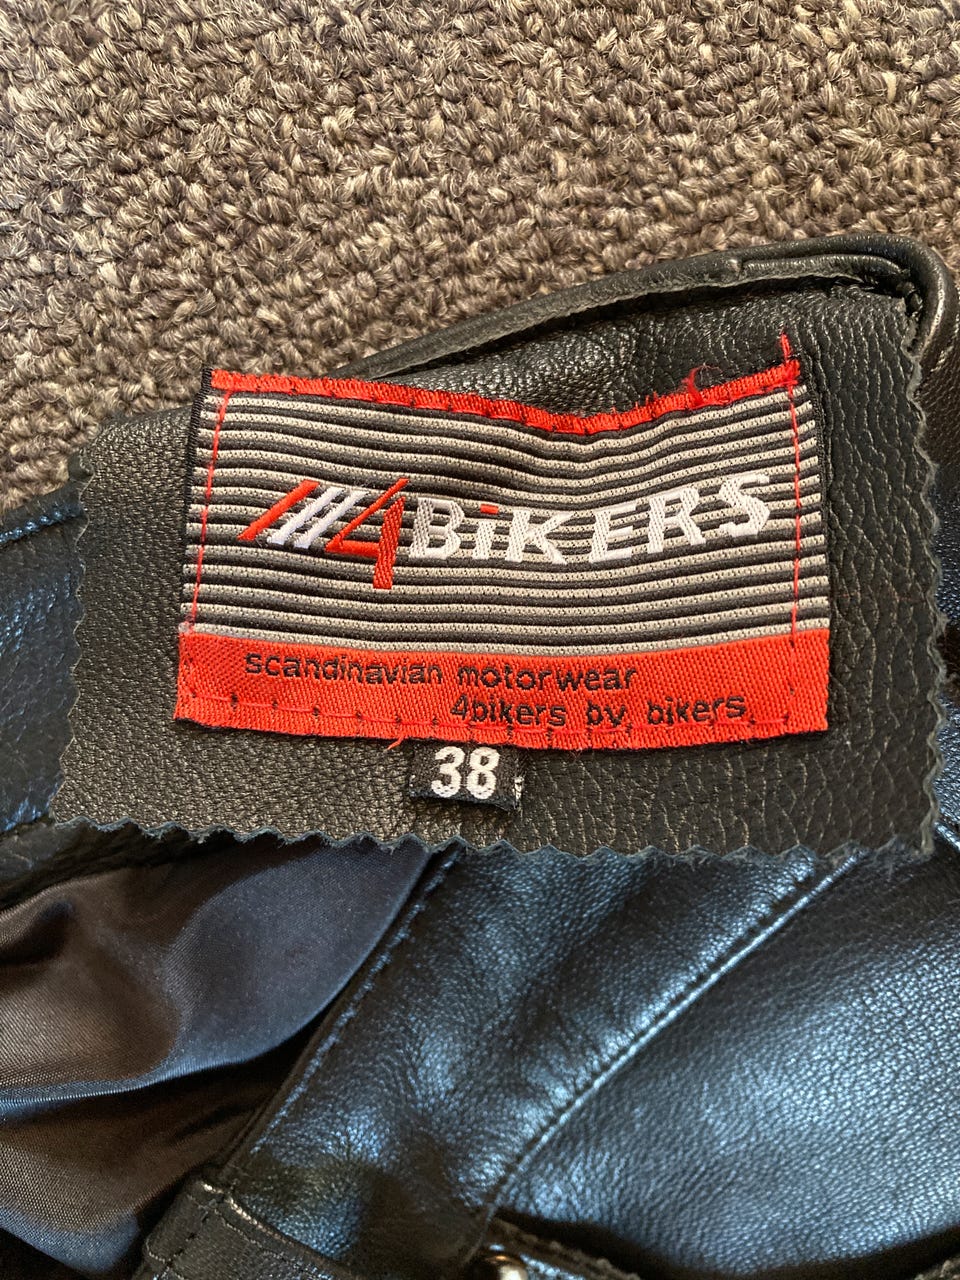 4BiKERS
scandinavian motorwear
4bikers by bikers
38